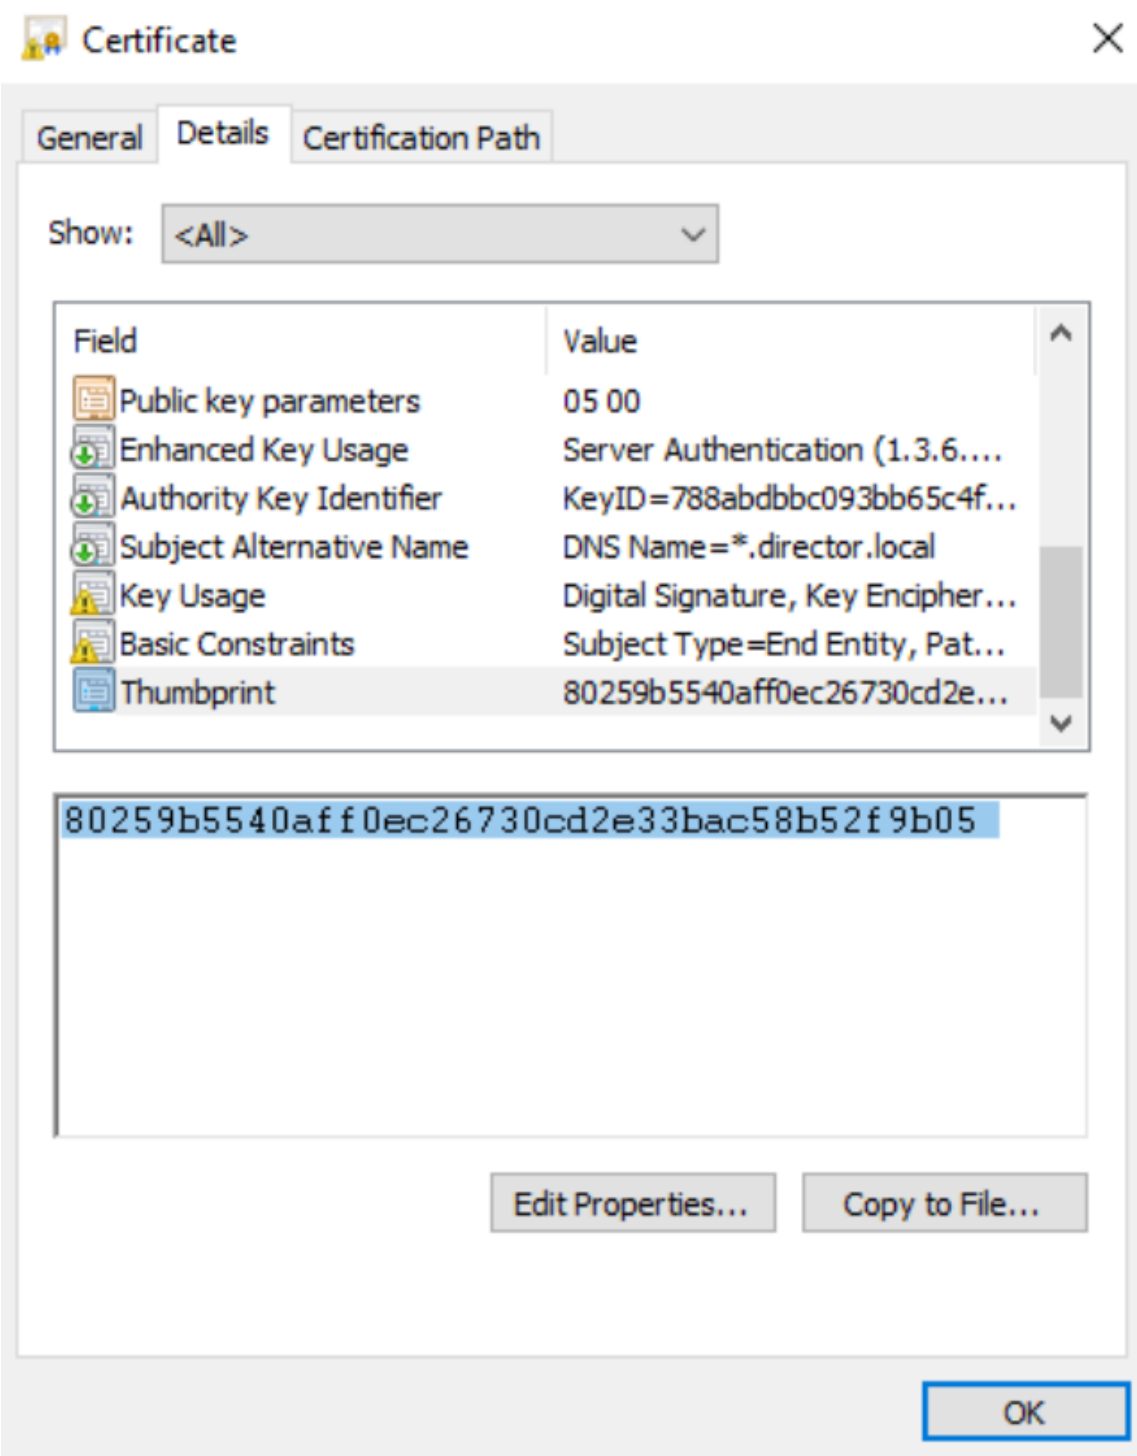 Certificate
General Details Certification Path
Show: <All>
Field Value
Public key parameters 05 00
Enhanced Key Usage Server Authentication (1.3.6....
Authority Key Identifier KeyID=788abdbbc093bb65c4f...
Subject Alternative Name DNS Name=*.director.local
Key Usage Digital Signature, Key Encipher...
Basic Constraints Subject Type=End Entity, Pat...
Thumbprint 80259b5540aff0ec26730cd2e...
80259b5540aff0ec26730cd2e33bac58b52f9b05
Edit Properties... Copy to File...
OK